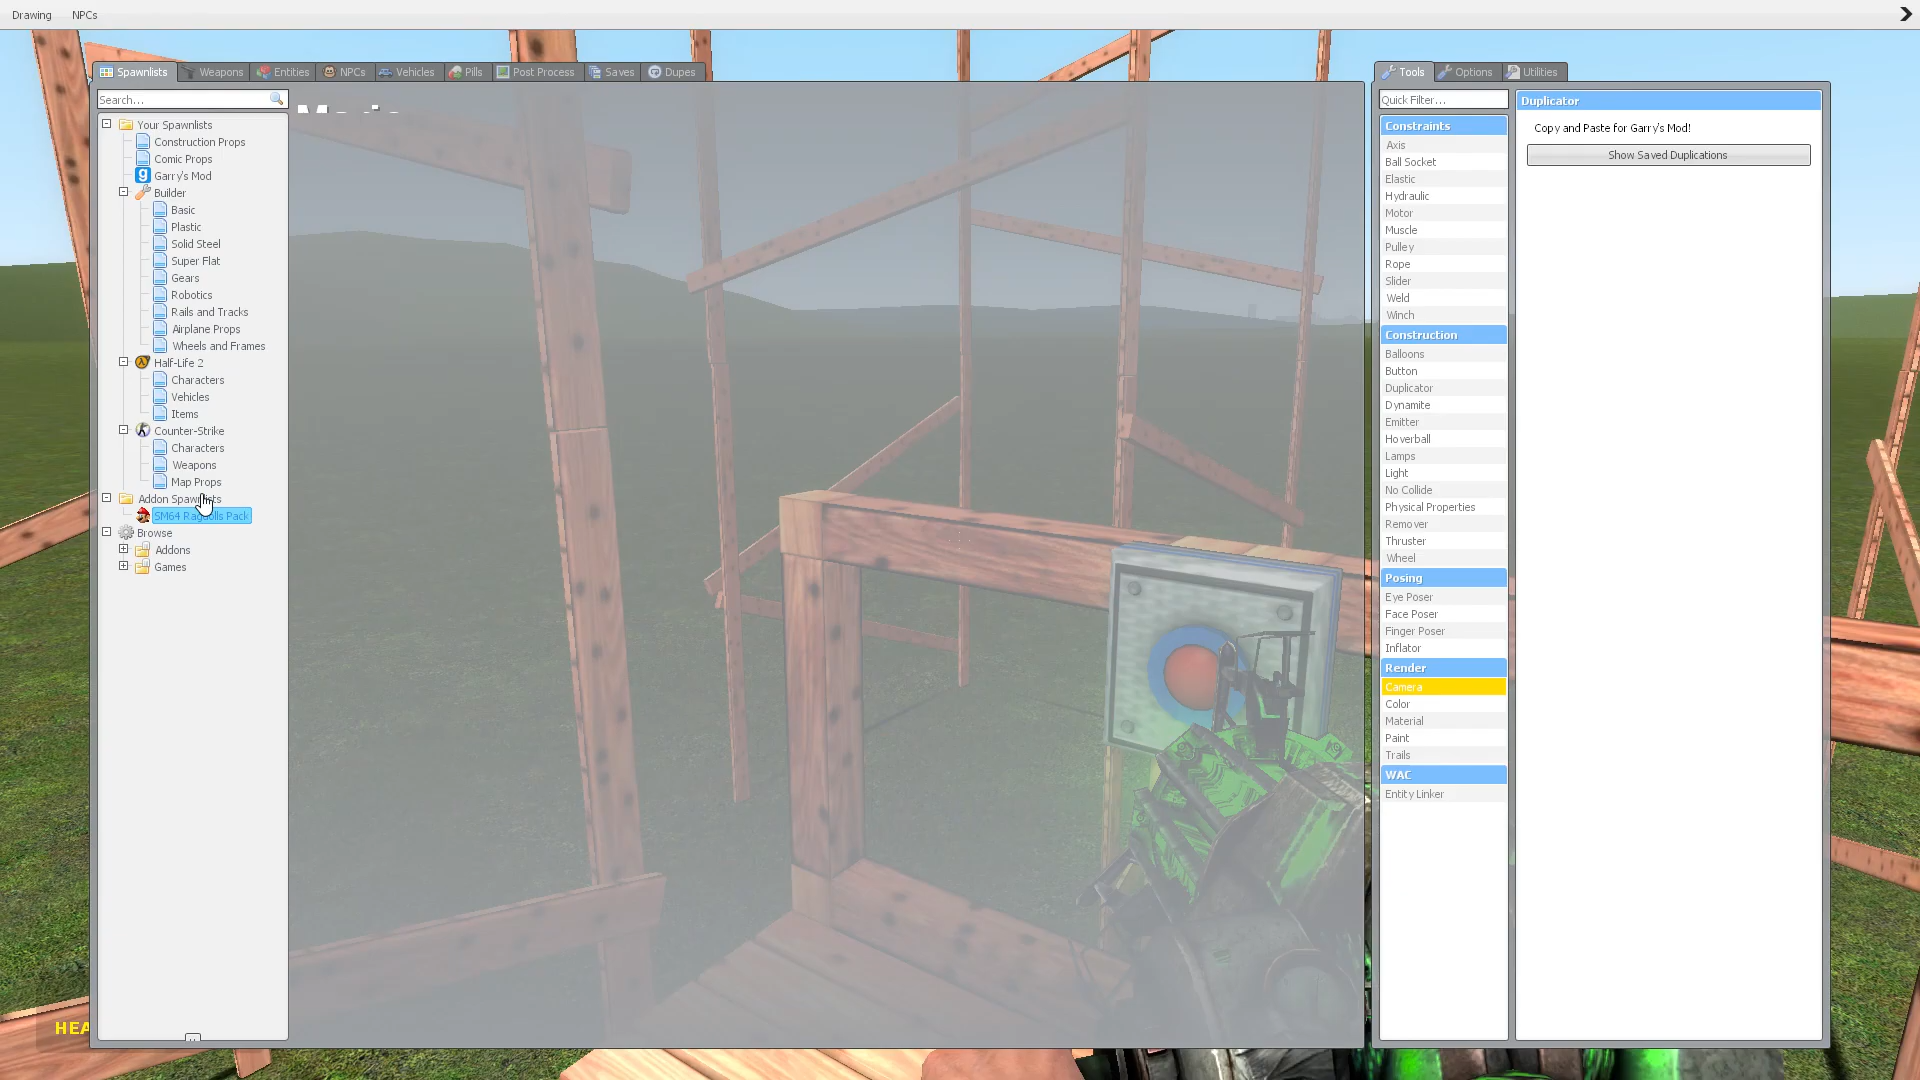 Drawing NPCs
Spawnlists Weapons Entities NPCs Vehicles Pills Post Process Saves Dupes
Search...
Your Spawnlists
Construction Props
Comic Props
Garry's Mod
Builder
Basic
Plastic
Solid Steel
Super Flat
Gears
Robotics
Rails and Tracks
Airplane Props
Wheels and Frames
Half-Life 2
Characters
Vehicles
Items
Counter-Strike
Characters
Weapons
Map Props
Addon Spawnlists
SM64 Ragdolls Pack
Browse
Addons
Games
HEA
Tools Options Utilities
Quick Filter...
Constraints
Axis
Ball Socket
Elastic
Hydraulic
Motor
Muscle
Pulley
Rope
Slider
Weld
Winch
Construction
Balloons
Button
Duplicator
Dynamite
Emitter
Hoverball
Lamps
Light
No Collide
Physical Properties
Remover
Thruster
Wheel
Posing
Eye Poser
Face Poser
Finger Poser
Inflator
Render
Camera
Color
Material
Paint
Trails
WAC
Entity Linker
Duplicator
Copy and Paste for Garry's Mod!
Show Saved Duplications